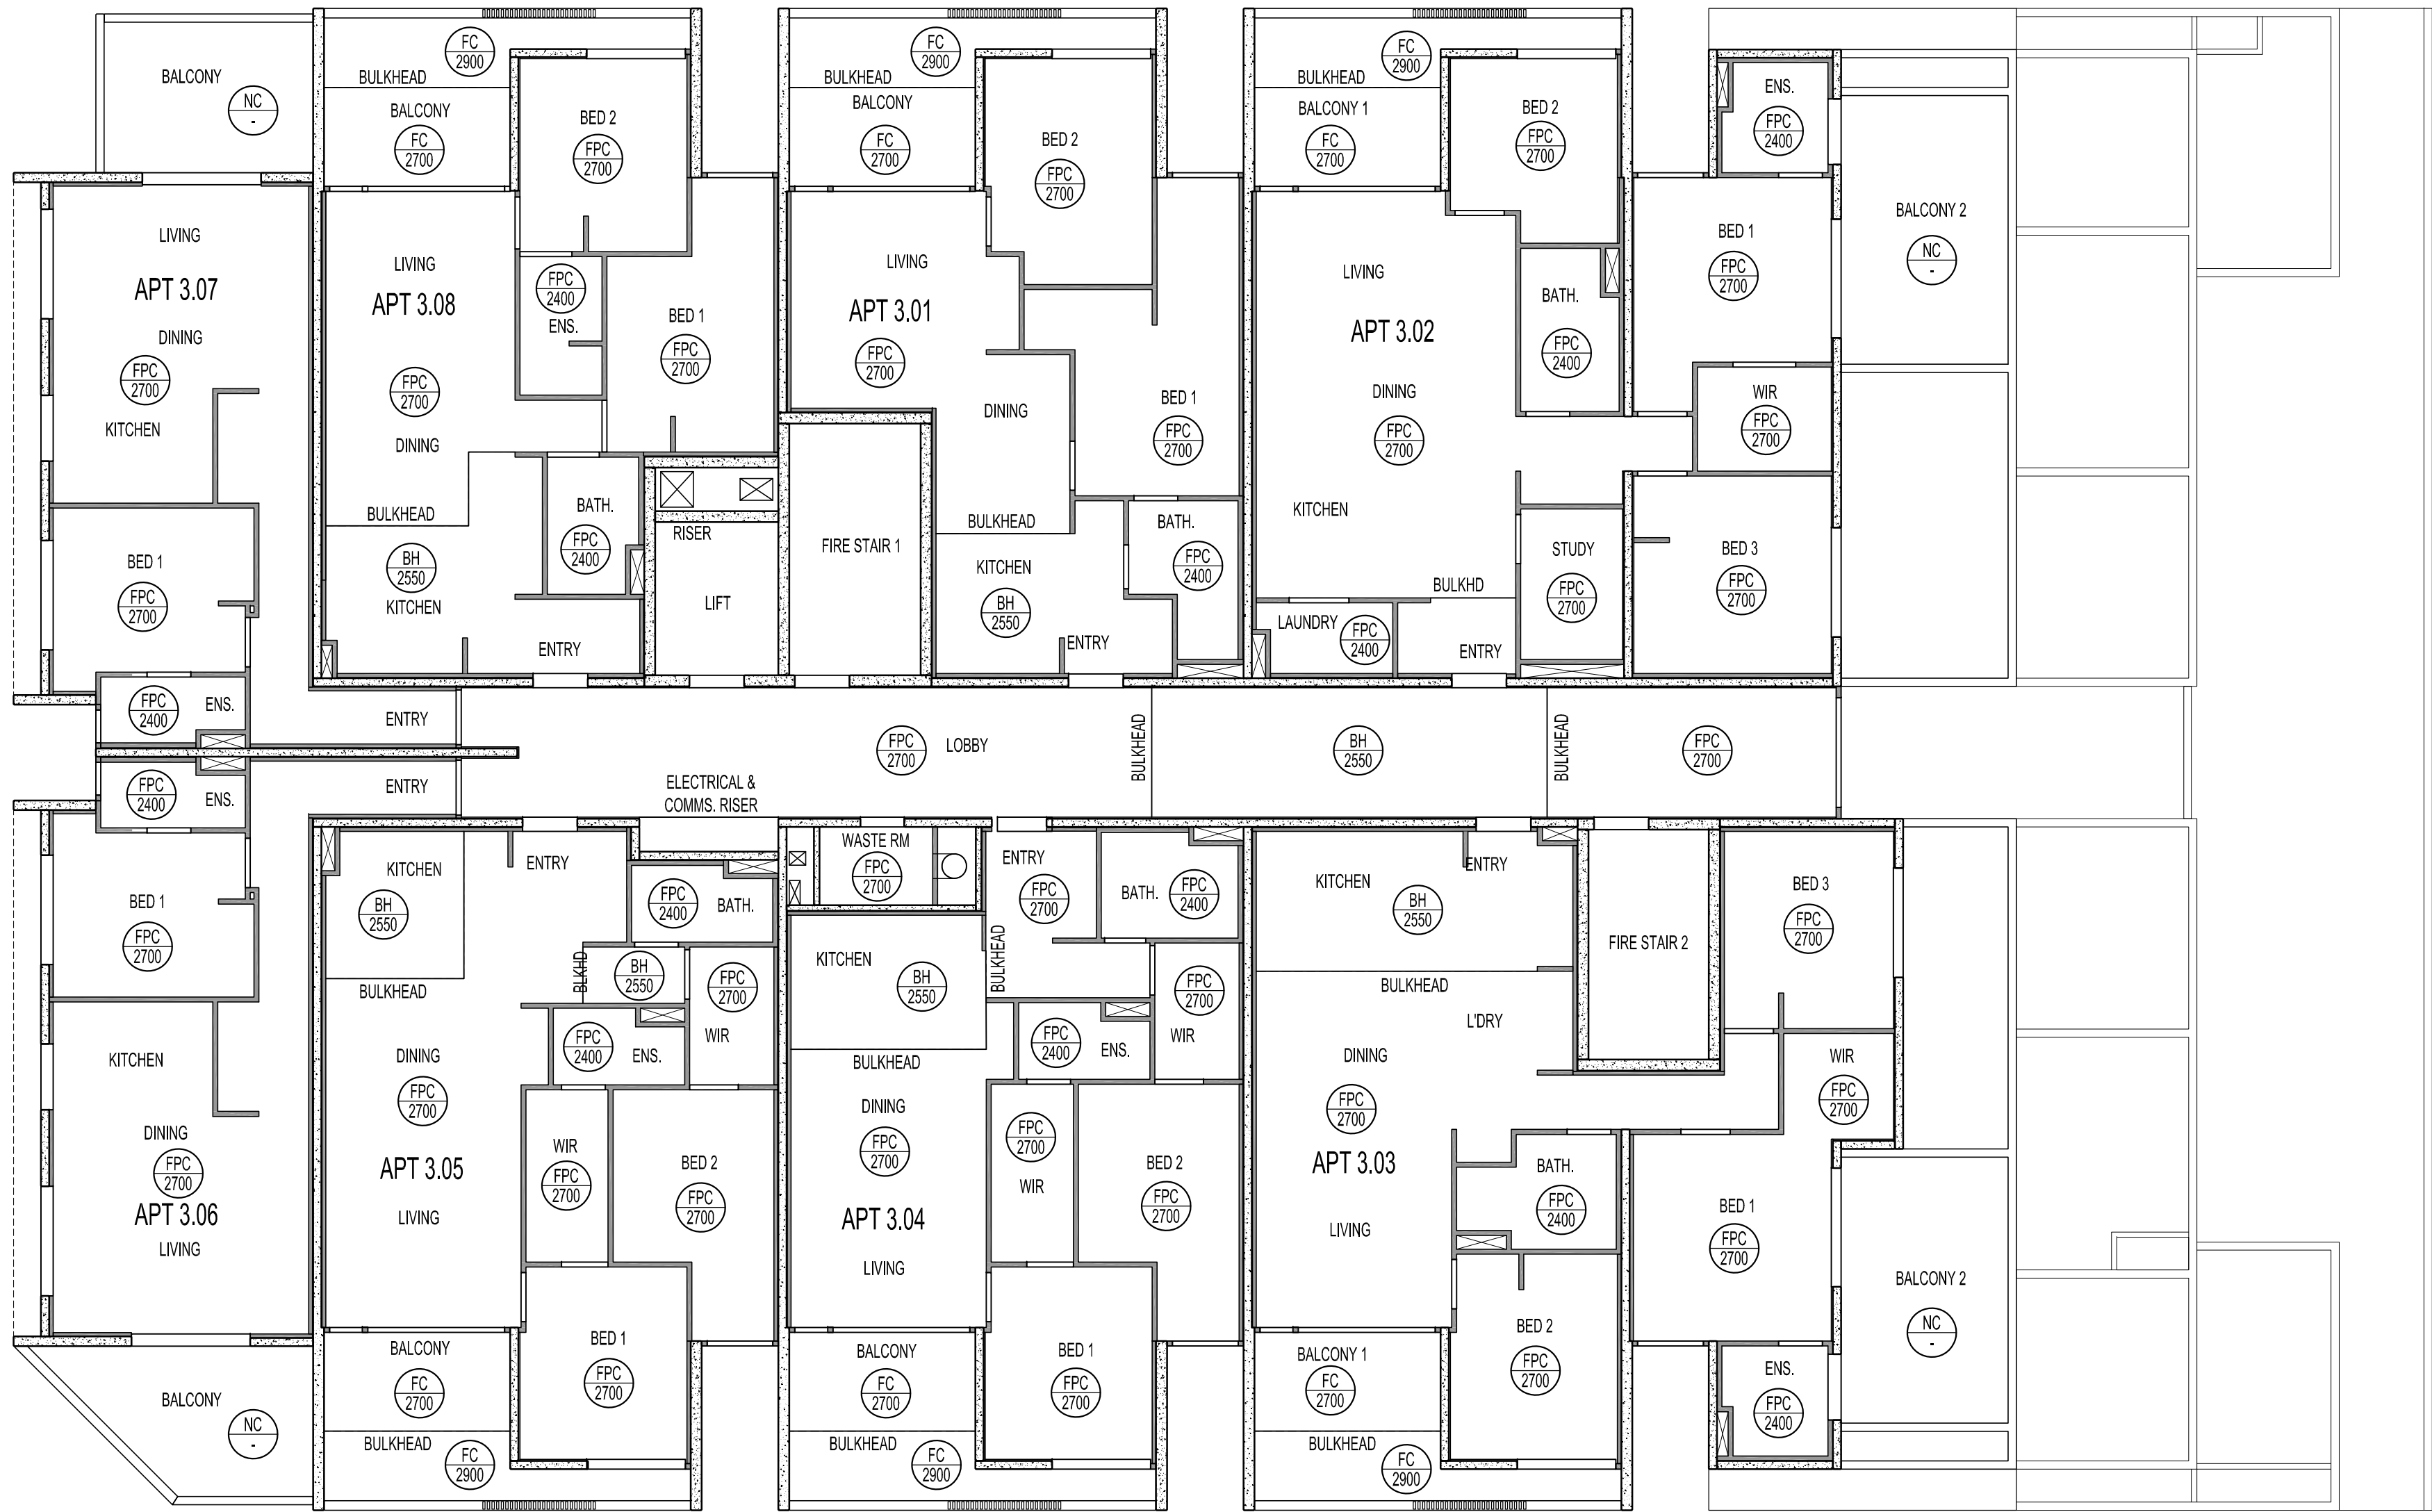 BALCONY
NC
-
LIVING
APT 3.07
DINING
FPC
2700
KITCHEN
BED 1
FPC
2700
FPC
2400
ENS.
ENTRY
FC
2900
BULKHEAD
BALCONY
FC
2700
BED 2
FPC
2700
LIVING
APT 3.08
FPC
2400
ENS.
BED 1
FPC
2700
FPC
2700
DINING
BULKHEAD
BH
2550
KITCHEN
BATH.
FPC
2400
ENTRY
RISER
LIFT
FIRE STAIR 1
FC
2900
BULKHEAD
BALCONY
FC
2700
BED 2
FPC
2700
LIVING
APT 3.01
FPC
2700
DINING
BED 1
FPC
2700
BULKHEAD
KITCHEN
BH
2550
BATH.
FPC
2400
ENTRY
FC
2900
BULKHEAD
BALCONY 1
FC
2700
BED 2
FPC
2700
LIVING
APT 3.02
BATH.
FPC
2400
DINING
FPC
2700
KITCHEN
STUDY
FPC
2700
BULKHD
LAUNDRY
FPC
2400
ENTRY
ENS.
FPC
2400
BED 1
FPC
2700
WIR
FPC
2700
BED 3
FPC
2700
BALCONY 2
NC
-
FPC
2700
LOBBY
BULKHEAD
BH
2550
BULKHEAD
FPC
2700
ELECTRICAL &
COMMS. RISER
FPC
2400
ENS.
ENTRY
BED 1
FPC
2700
KITCHEN
DINING
FPC
2700
APT 3.06
LIVING
BALCONY
NC
-
KITCHEN
BH
2550
BULKHEAD
ENTRY
FPC
2400
BATH.
BLKHD
BH
2550
FPC
2700
WIR
FPC
2400
ENS.
DINING
FPC
2700
APT 3.05
LIVING
WIR
FPC
2700
BED 2
FPC
2700
BED 1
FPC
2700
BALCONY
FC
2700
BULKHEAD
FC
2900
WASTE RM
FPC
2700
KITCHEN
BH
2550
BULKHEAD
ENTRY
FPC
2700
BULKHEAD
BATH.
FPC
2400
FPC
2700
WIR
FPC
2400
ENS.
DINING
FPC
2700
APT 3.04
LIVING
FPC
2700
WIR
BED 2
FPC
2700
BED 1
FPC
2700
BALCONY
FC
2700
BULKHEAD
FC
2900
KITCHEN
ENTRY
BH
2550
BULKHEAD
L'DRY
DINING
FPC
2700
APT 3.03
LIVING
BATH.
FPC
2400
BED 2
FPC
2700
BALCONY 1
FC
2700
BULKHEAD
FC
2900
FIRE STAIR 2
BED 3
FPC
2700
WIR
FPC
2700
BED 1
FPC
2700
ENS.
FPC
2400
BALCONY 2
NC
-